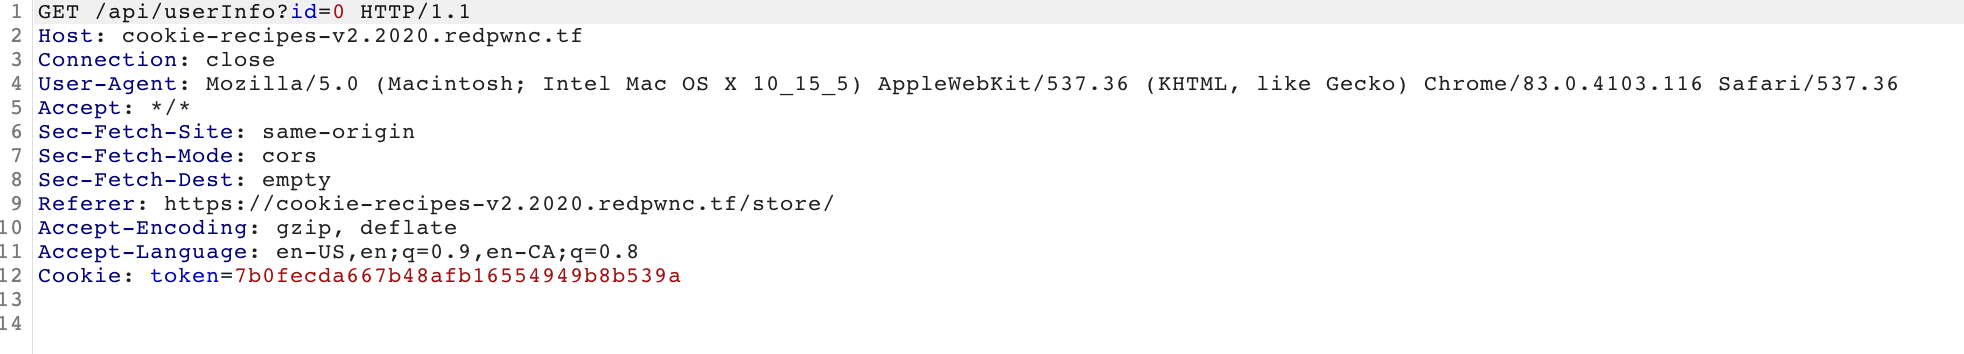 1 GET /api/userInfo?id=0 HTTP/1.1
2 Host: cookie-recipes-v2.2020.redpwnc.tf
3 Connection: close
4 User-Agent: Mozilla/5.0 (Macintosh; Intel Mac OS X 10_15_5) AppleWebKit/537.36 (KHTML, like Gecko) Chrome/83.0.4103.116 Safari/537.36
5 Accept: */*
6 Sec-Fetch-Site: same-origin
7 Sec-Fetch-Mode: cors
8 Sec-Fetch-Dest: empty
9 Referer: https://cookie-recipes-v2.2020.redpwnc.tf/store/
10 Accept-Encoding: gzip, deflate
11 Accept-Language: en-US,en;q=0.9,en-CA;q=0.8
12 Cookie: token=7b0fecda667b48afb16554949b8b539a
13
14